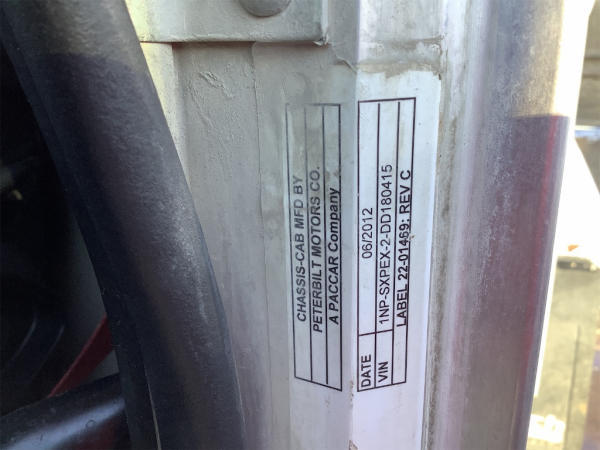 CHASSIS-CAB MFD BY
PETERBILT MOTORS CO.
A PACCAR Company
DATE 06/2012
VIN 1NP-SXPEX-2-DD180415
LABEL 22-01469: REV C